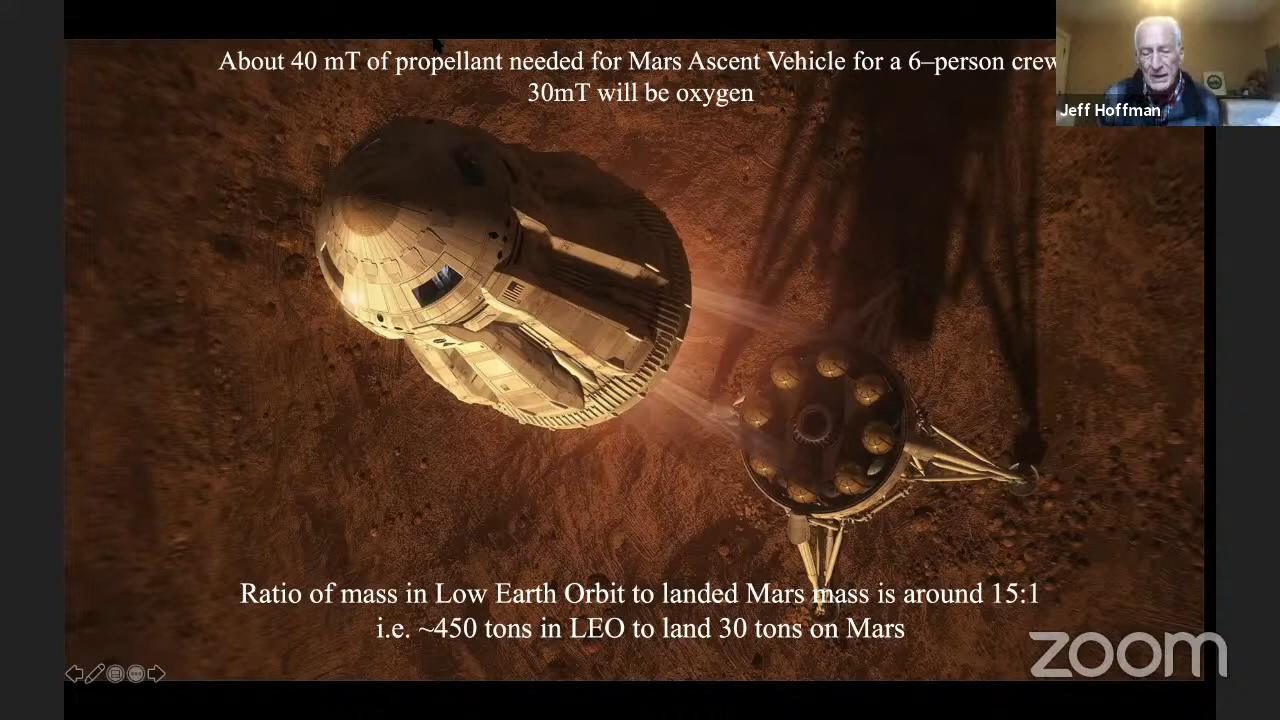 About 40 mT of propellant needed for Mars Ascent Vehicle for a 6–person crew
30mT will be oxygen
Jeff Hoffman
Ratio of mass in Low Earth Orbit to landed Mars mass is around 15:1
i.e. ~450 tons in LEO to land 30 tons on Mars
zoom